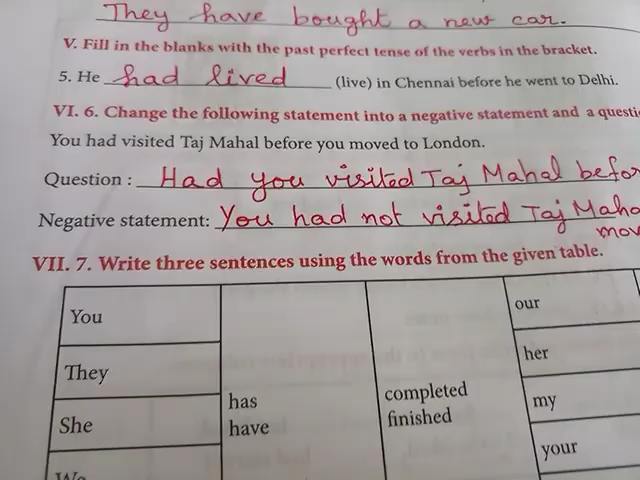 They have bought a new car.
V. Fill in the blanks with the past perfect tense of the verbs in the bracket.
5. He had lived (live) in Chennai before he went to Delhi.
VI. 6. Change the following statement into a negative statement and a questi
You had visited Taj Mahal before you moved to London.
Question : Had you visited Taj Mahal befor
Negative statement: You had not visited Taj Maha
mov
VII. 7. Write three sentences using the words from the given table.
You
They
She
We
has
have
completed
finished
our
her
my
your